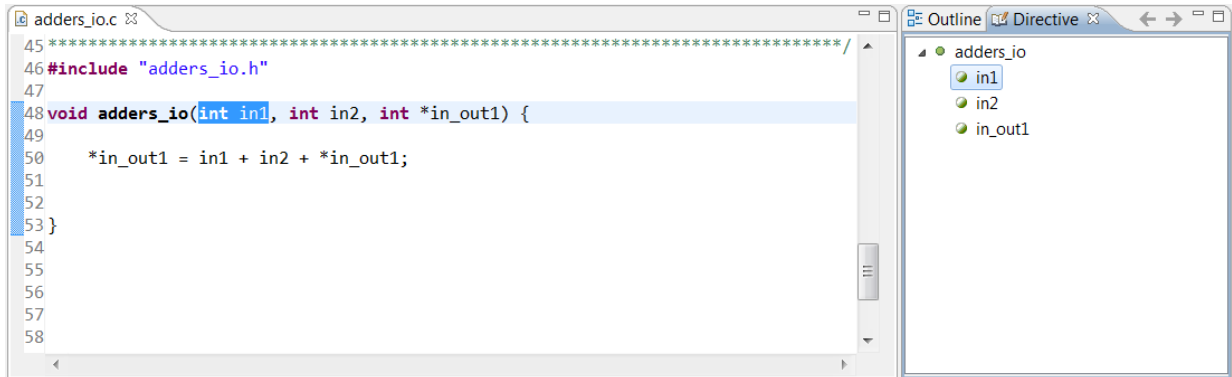 adders_io.c
Outline Directive
45 *******************************************************************************/
46 #include "adders_io.h"
47
48 void adders_io(int in1, int in2, int *in_out1) {
49
50     *in_out1 = in1 + in2 + *in_out1;
51
52
53 }
54
55
56
57
58
adders_io
in1
in2
in_out1